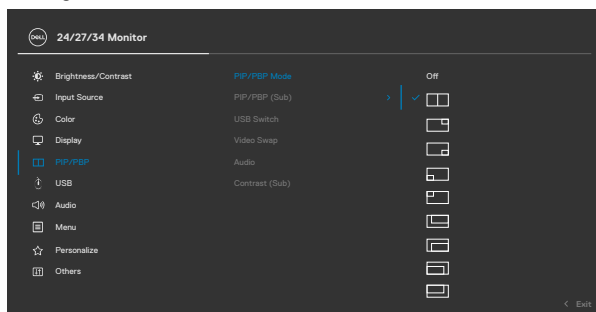 DELL 24/27/34 Monitor
Brightness/Contrast PIP/PBP Mode Off
Input Source PIP/PBP (Sub)
Color USB Switch
Display Video Swap
PIP/PBP Audio
USB Contrast (Sub)
Audio
Menu
Personalize
Others
Exit